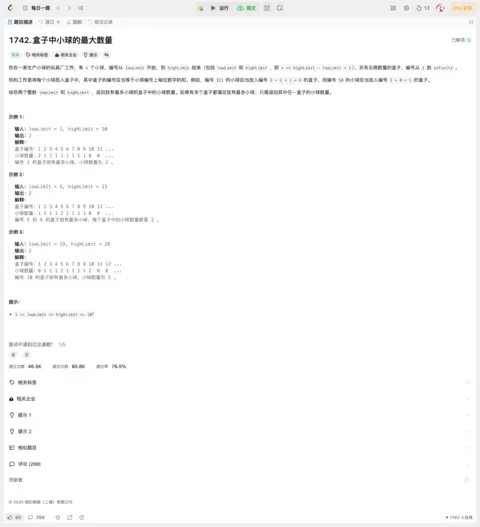 每日一题
运行
提交
13
题目描述
题解
提交记录
1742. 盒子中小球的最大数量
已解答
简单
相关标签
相关企业
提示
你在一家生产小球的玩具厂工作，有 n 个小球，编号从 lowLimit 开始，到 highLimit 结束（包括 lowLimit 和 highLimit ，即 n == highLimit - lowLimit + 1）。另有无限数量的盒子，编号从 1 到 infinity 。
你的工作是将每个小球放入盒子中，其中盒子的编号应当等于小球编号上每位数字的和。例如，编号 321 的小球应当放入编号 3 + 2 + 1 = 6 的盒子，而编号 10 的小球应当放入编号 1 + 0 = 1 的盒子。
给你两个整数 lowLimit 和 highLimit ，返回放有最多小球的盒子中的小球数量。如果有多个盒子都满足放有最多小球，只需返回其中任一盒子的小球数量。
示例 1：
输入：lowLimit = 1, highLimit = 10
输出：2
解释：
盒子编号：1 2 3 4 5 6 7 8 9 10 11 ...
小球数量：2 1 1 1 1 1 1 1 1 0  0  ...
编号 1 的盒子放有最多小球，小球数量为 2 。
示例 2：
输入：lowLimit = 5, highLimit = 15
输出：2
解释：
盒子编号：1 2 3 4 5 6 7 8 9 10 11 ...
小球数量：1 1 1 1 2 2 1 1 1 0  0  ...
编号 5 和 6 的盒子放有最多小球，每个盒子中的小球数量都是 2 。
示例 3：
输入：lowLimit = 19, highLimit = 28
输出：2
解释：
盒子编号：1 2 3 4 5 6 7 8 9 10 11 12 ...
小球数量：0 1 1 1 1 1 1 1 1 2  0  0  ...
编号 10 的盒子放有最多小球，小球数量为 2 。
提示：
1 <= lowLimit <= highLimit <= 10⁵
面试中遇到过这道题? 1/5
是 否
通过次数 46.5K 提交次数 60.8K 通过率 76.5%
相关标签
相关企业
提示 1
提示 2
相似题目
评论 (268)
贡献者
© 2025 领扣网络（上海）有限公司
268
人在线